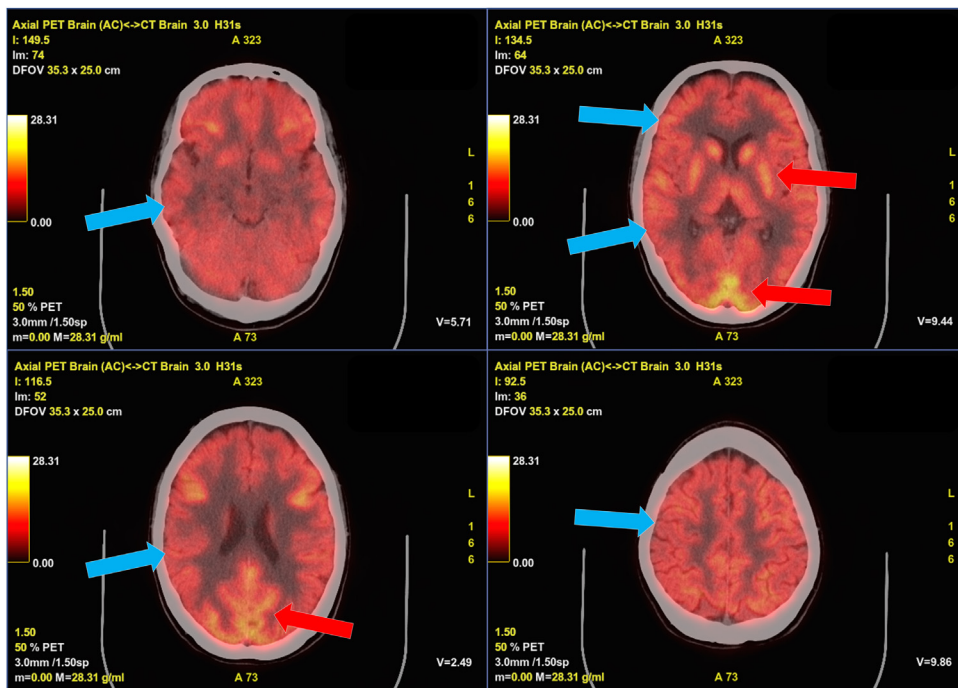 Axial PET Brain (AC)<->CT Brain 3.0 H31s
I: 149.5
A 323
Im: 74
DFOV 35.3 x 25.0 cm
28.31
L
1
6
6
0.00
1.50
50 % PET
3.0mm /1.50sp
V=5.71
m=0.00 M=28.31 g/ml
A 73
Axial PET Brain (AC)<->CT Brain 3.0 H31s
I: 134.5
A 323
Im: 64
DFOV 35.3 x 25.0 cm
28.31
L
1
6
6
0.00
1.50
50 % PET
3.0mm /1.50sp
V=9.44
m=0.00 M=28.31 g/ml
A 73
Axial PET Brain (AC)<->CT Brain 3.0 H31s
I: 116.5
A 323
Im: 52
DFOV 35.3 x 25.0 cm
28.31
L
1
6
6
0.00
1.50
50 % PET
3.0mm /1.50sp
V=2.49
m=0.00 M=28.31 g/ml
A 73
Axial PET Brain (AC)<->CT Brain 3.0 H31s
I: 92.5
A 323
Im: 36
DFOV 35.3 x 25.0 cm
28.31
L
1
6
6
0.00
1.50
50 % PET
3.0mm /1.50sp
V=9.86
m=0.00 M=28.31 g/ml
A 73